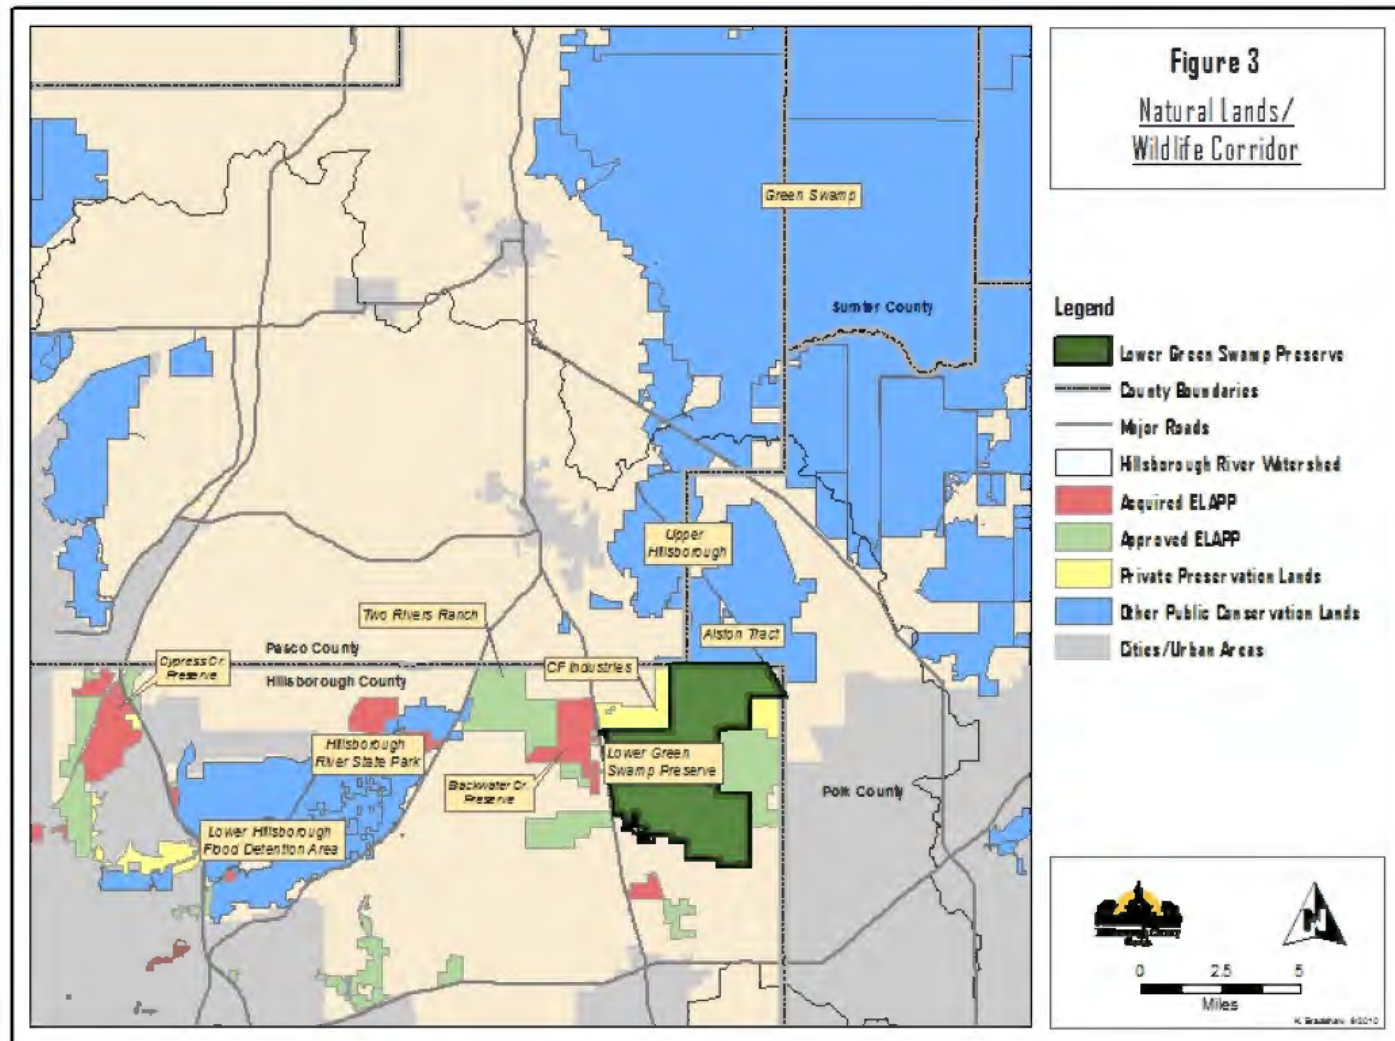 Figure 3
Natural Lands/
Wildlife Corridor
Green Swamp
Sumter County
Upper
Hillsborough
Two Rivers Ranch
Alston Tract
Pasco County
Cypress Cr.
Preserve
CF Industries
Hillsborough County
Hillsborough
River State Park
Lower Green
Swamp Preserve
Blackwater Cr.
Preserve
Polk County
Lower Hillsborough
Flood Detention Area
Legend
Lower Green Swamp Preserve
County Boundaries
Major Roads
Hillsborough River Watershed
Acquired ELAPP
Approved ELAPP
Private Preservation Lands
Other Public Conservation Lands
Cities/Urban Areas
N
0 2.5 5
Miles